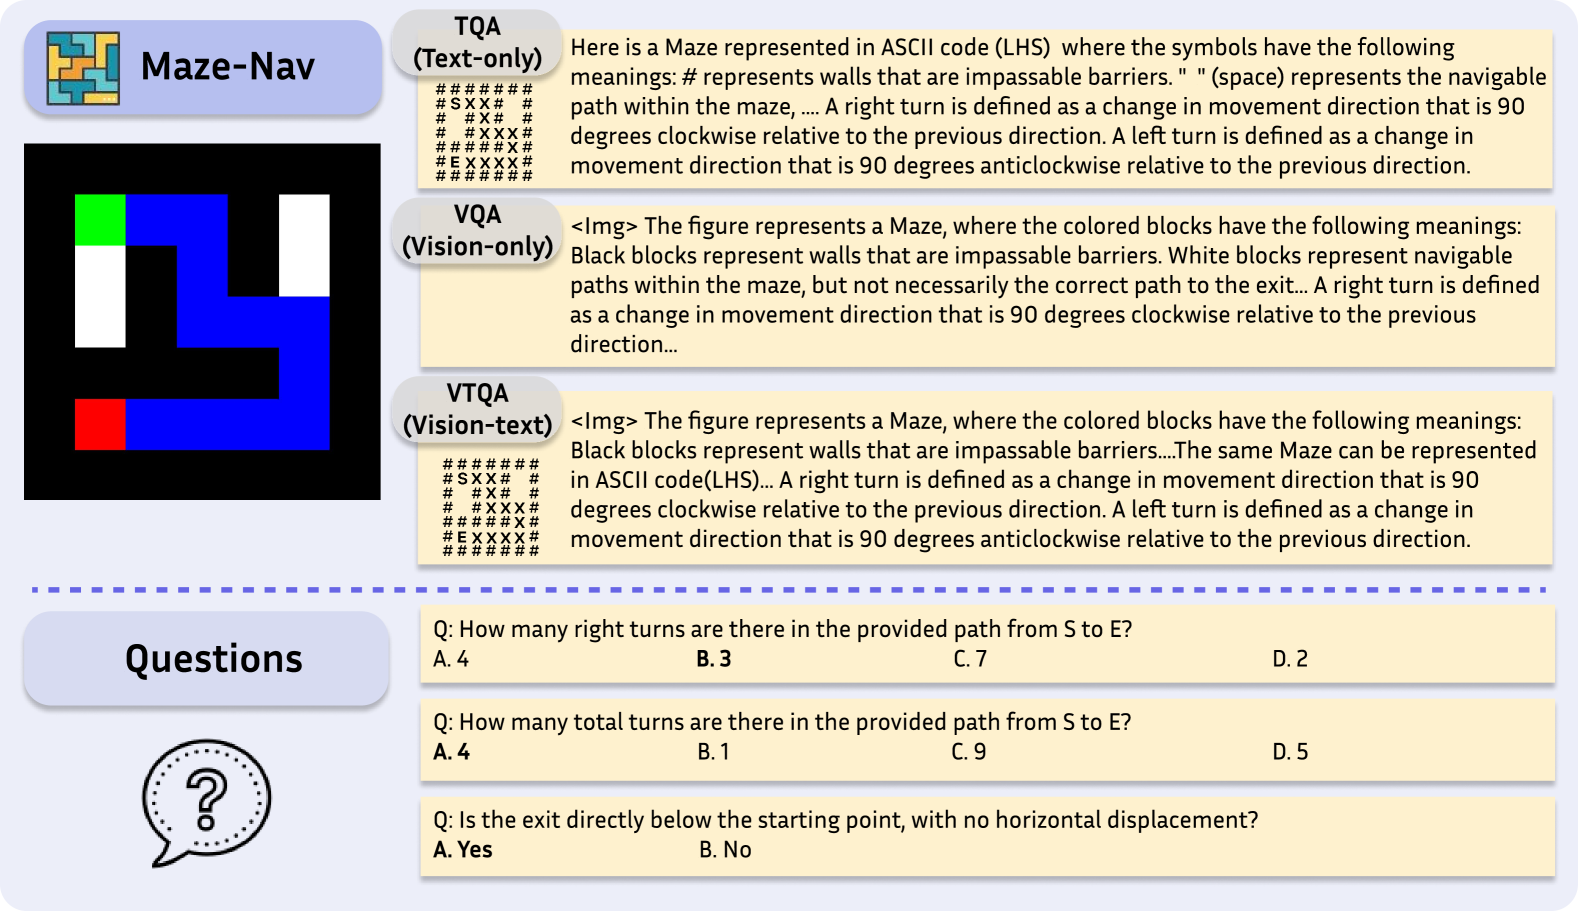 Maze-Nav
TQA
(Text-only)
# # # # # # #
# S X X #   #
#   # X #   #
#   # X X X #
# # # # # X #
# E X X X X #
# # # # # # #
Here is a Maze represented in ASCII code (LHS) where the symbols have the following
meanings: # represents walls that are impassable barriers. " " (space) represents the navigable
path within the maze, .... A right turn is defined as a change in movement direction that is 90
degrees clockwise relative to the previous direction. A left turn is defined as a change in
movement direction that is 90 degrees anticlockwise relative to the previous direction.
VQA
(Vision-only)
<Img> The figure represents a Maze, where the colored blocks have the following meanings:
Black blocks represent walls that are impassable barriers. White blocks represent navigable
paths within the maze, but not necessarily the correct path to the exit... A right turn is defined
as a change in movement direction that is 90 degrees clockwise relative to the previous
direction...
VTQA
(Vision-text)
# # # # # # #
# S X X #   #
#   # X #   #
#   # X X X #
# # # # # X #
# E X X X X #
# # # # # # #
<Img> The figure represents a Maze, where the colored blocks have the following meanings:
Black blocks represent walls that are impassable barriers....The same Maze can be represented
in ASCII code(LHS)... A right turn is defined as a change in movement direction that is 90
degrees clockwise relative to the previous direction. A left turn is defined as a change in
movement direction that is 90 degrees anticlockwise relative to the previous direction.
Questions
?
Q: How many right turns are there in the provided path from S to E?
A. 4 B. 3 C. 7 D. 2
Q: How many total turns are there in the provided path from S to E?
A. 4 B. 1 C. 9 D. 5
Q: Is the exit directly below the starting point, with no horizontal displacement?
A. Yes B. No